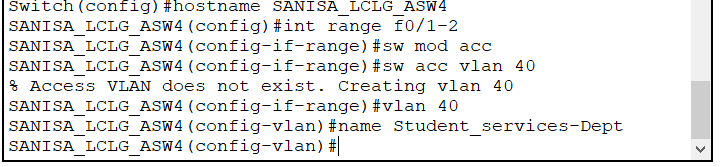 Switch(config)#hostname SANISA_LCLG_ASW4
SANISA_LCLG_ASW4(config)#int range f0/1-2
SANISA_LCLG_ASW4(config-if-range)#sw mod acc
SANISA_LCLG_ASW4(config-if-range)#sw acc vlan 40
% Access VLAN does not exist. Creating vlan 40
SANISA_LCLG_ASW4(config-if-range)#vlan 40
SANISA_LCLG_ASW4(config-vlan)#name Student_services-Dept
SANISA_LCLG_ASW4(config-vlan)#